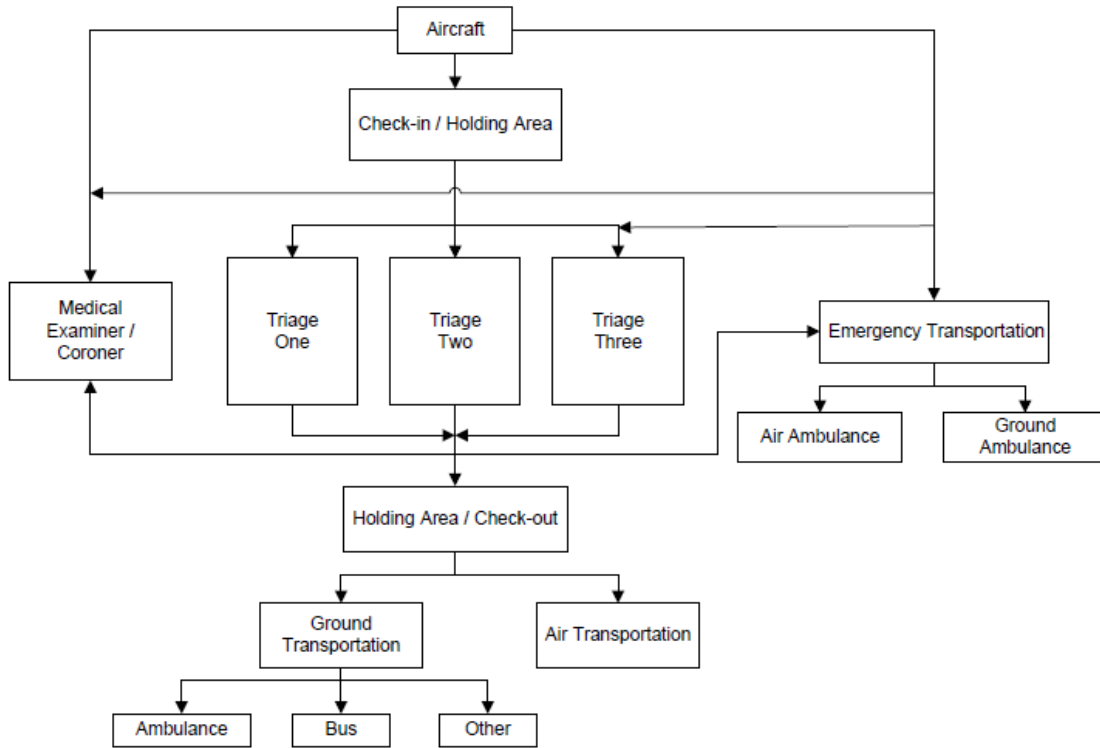 Aircraft
Check-in / Holding Area
Medical
Examiner /
Coroner
Triage
One
Triage
Two
Triage
Three
Emergency Transportation
Air Ambulance
Ground
Ambulance
Holding Area / Check-out
Ground
Transportation
Air Transportation
Ambulance
Bus
Other